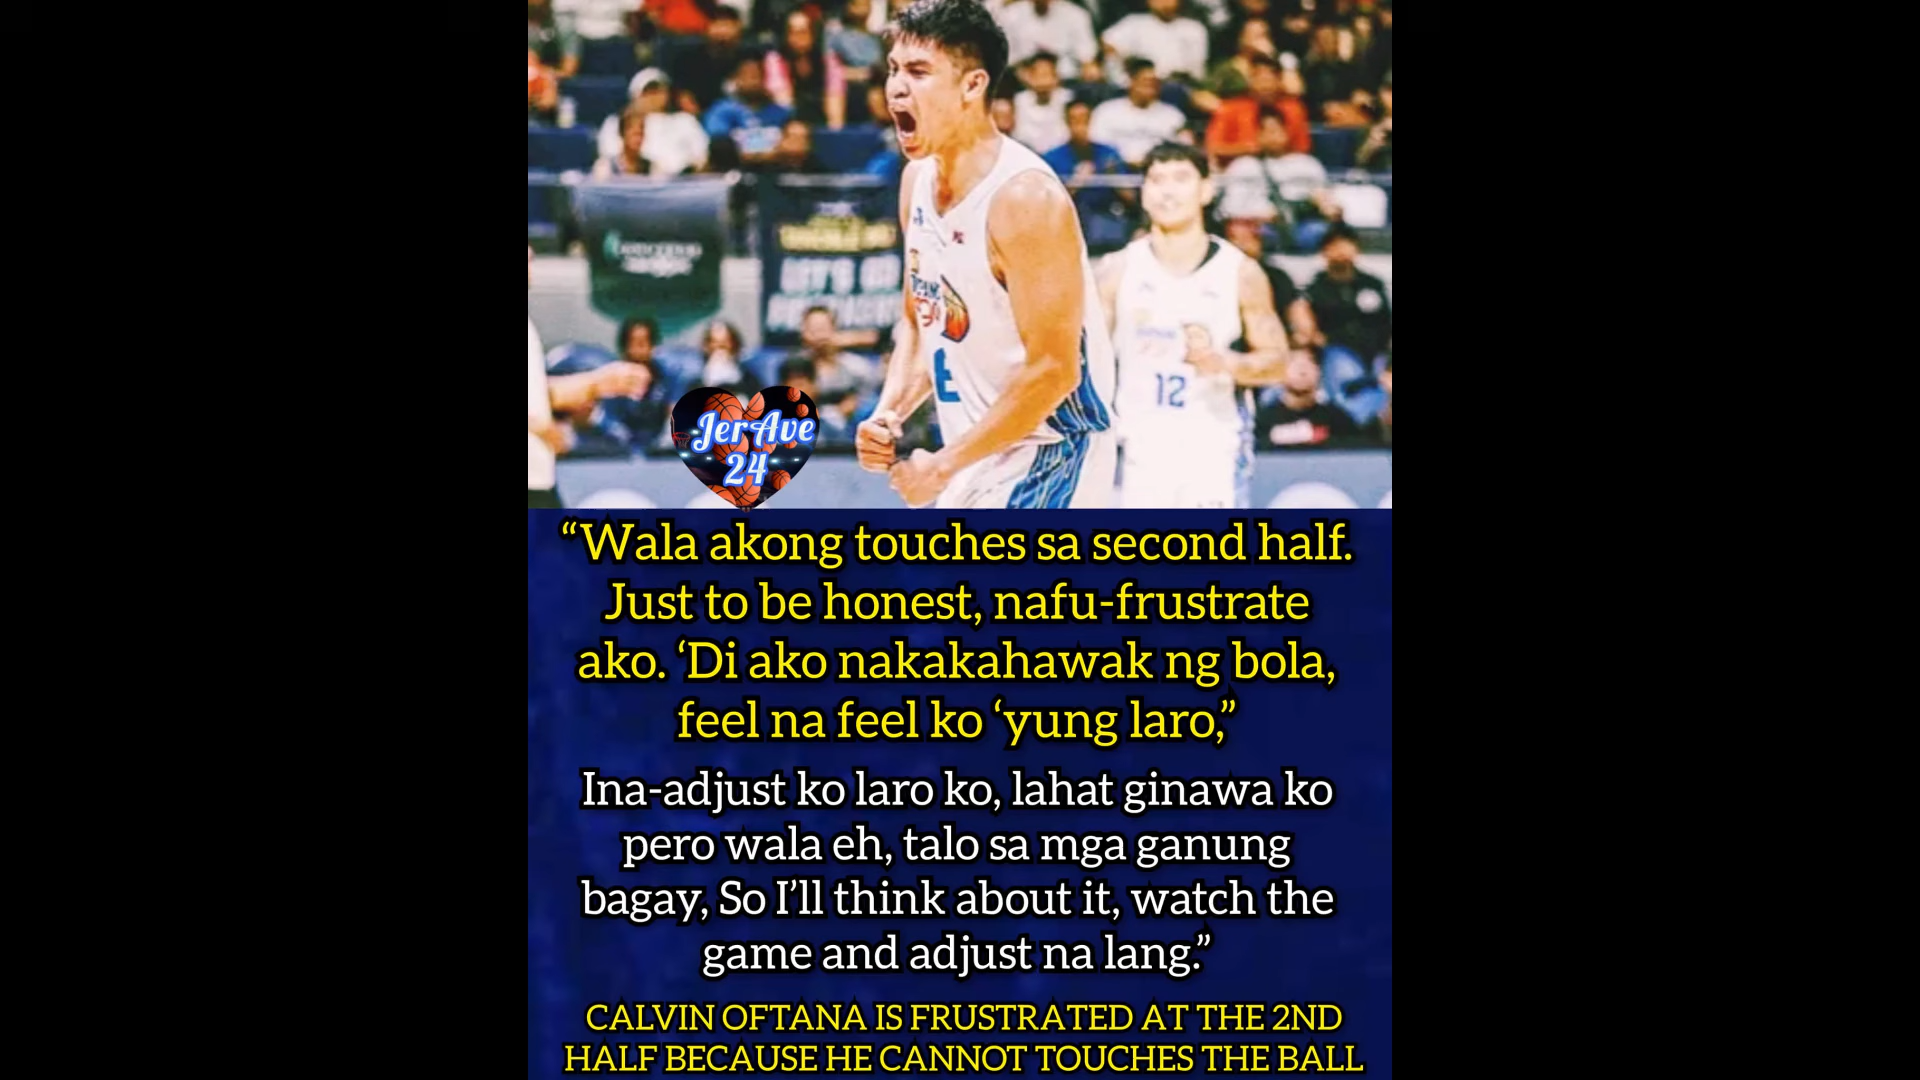 JerAve
24
12
“Wala akong touches sa second half.
Just to be honest, nafu-frustrate
ako. ‘Di ako nakakahawak ng bola,
feel na feel ko ‘yung laro,”
Ina-adjust ko laro ko, lahat ginawa ko
pero wala eh, talo sa mga ganung
bagay, So I’ll think about it, watch the
game and adjust na lang.”
CALVIN OFTANA IS FRUSTRATED AT THE 2ND
HALF BECAUSE HE CANNOT TOUCHES THE BALL